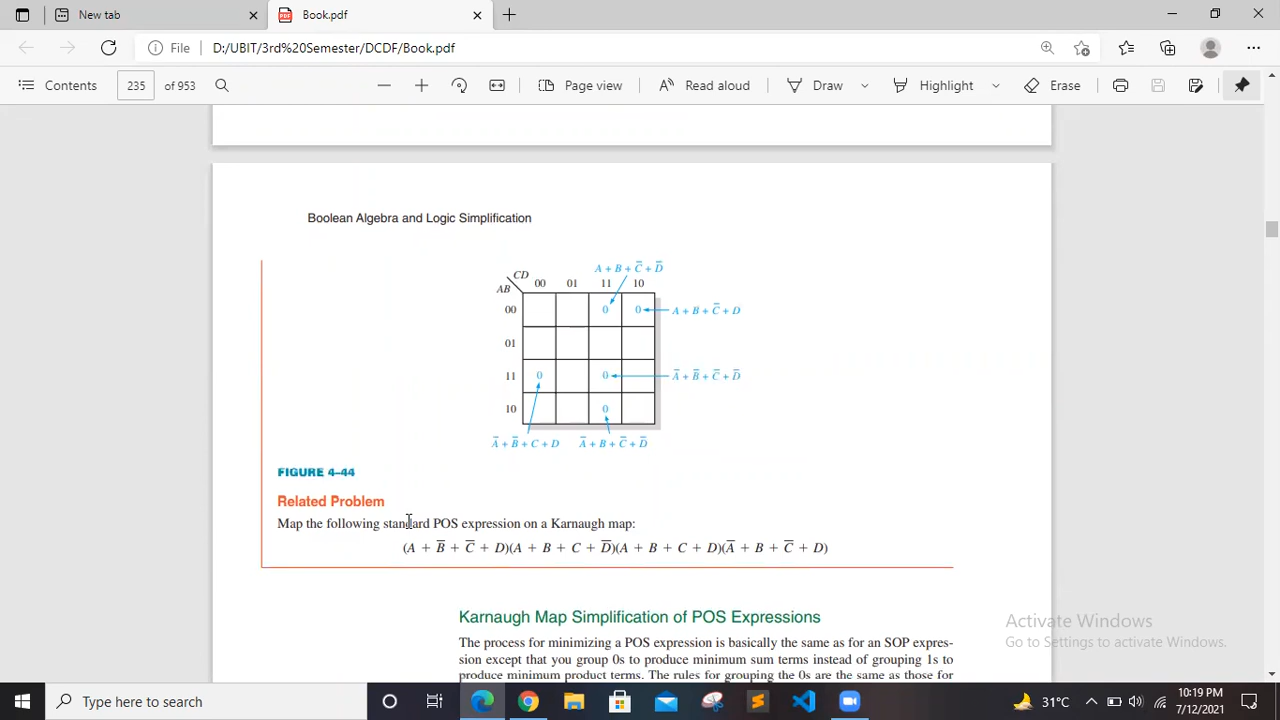 New tab
Book.pdf
File D:/UBIT/3rd%20Semester/DCDF/Book.pdf
Contents 235 of 953 Page view Read aloud Draw Highlight Erase
Boolean Algebra and Logic Simplification
A + B + C̅ + D̅
CD
AB 00 01 11 10
00 0 0 A + B + C̅ + D
01
11 0 0 A̅ + B̅ + C̅ + D̅
10 0
A̅ + B̅ + C + D A̅ + B + C̅ + D̅
FIGURE 4–44
Related Problem
Map the following standard POS expression on a Karnaugh map:
(A + B̅ + C̅ + D)(A + B + C + D̅)(A + B + C + D)(A̅ + B + C̅ + D)
Karnaugh Map Simplification of POS Expressions
The process for minimizing a POS expression is basically the same as for an SOP expres-
sion except that you group 0s to produce minimum sum terms instead of grouping 1s to
produce minimum product terms. The rules for grouping the 0s are the same as those for
Activate Windows
Go to Settings to activate Windows.
Type here to search
31°C
10:19 PM
7/12/2021